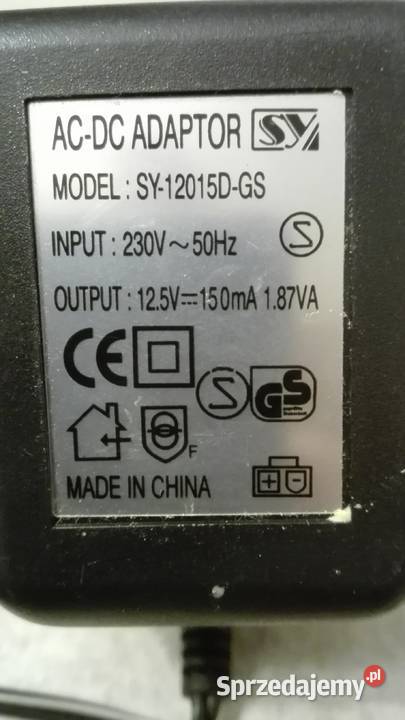 AC-DC ADAPTOR SY
MODEL : SY-12015D-GS
INPUT : 230V~50Hz
S
OUTPUT : 12.5V⎓150mA 1.87VA
CE
S
GS
F
MADE IN CHINA
+ -
Sprzedajemy.pl